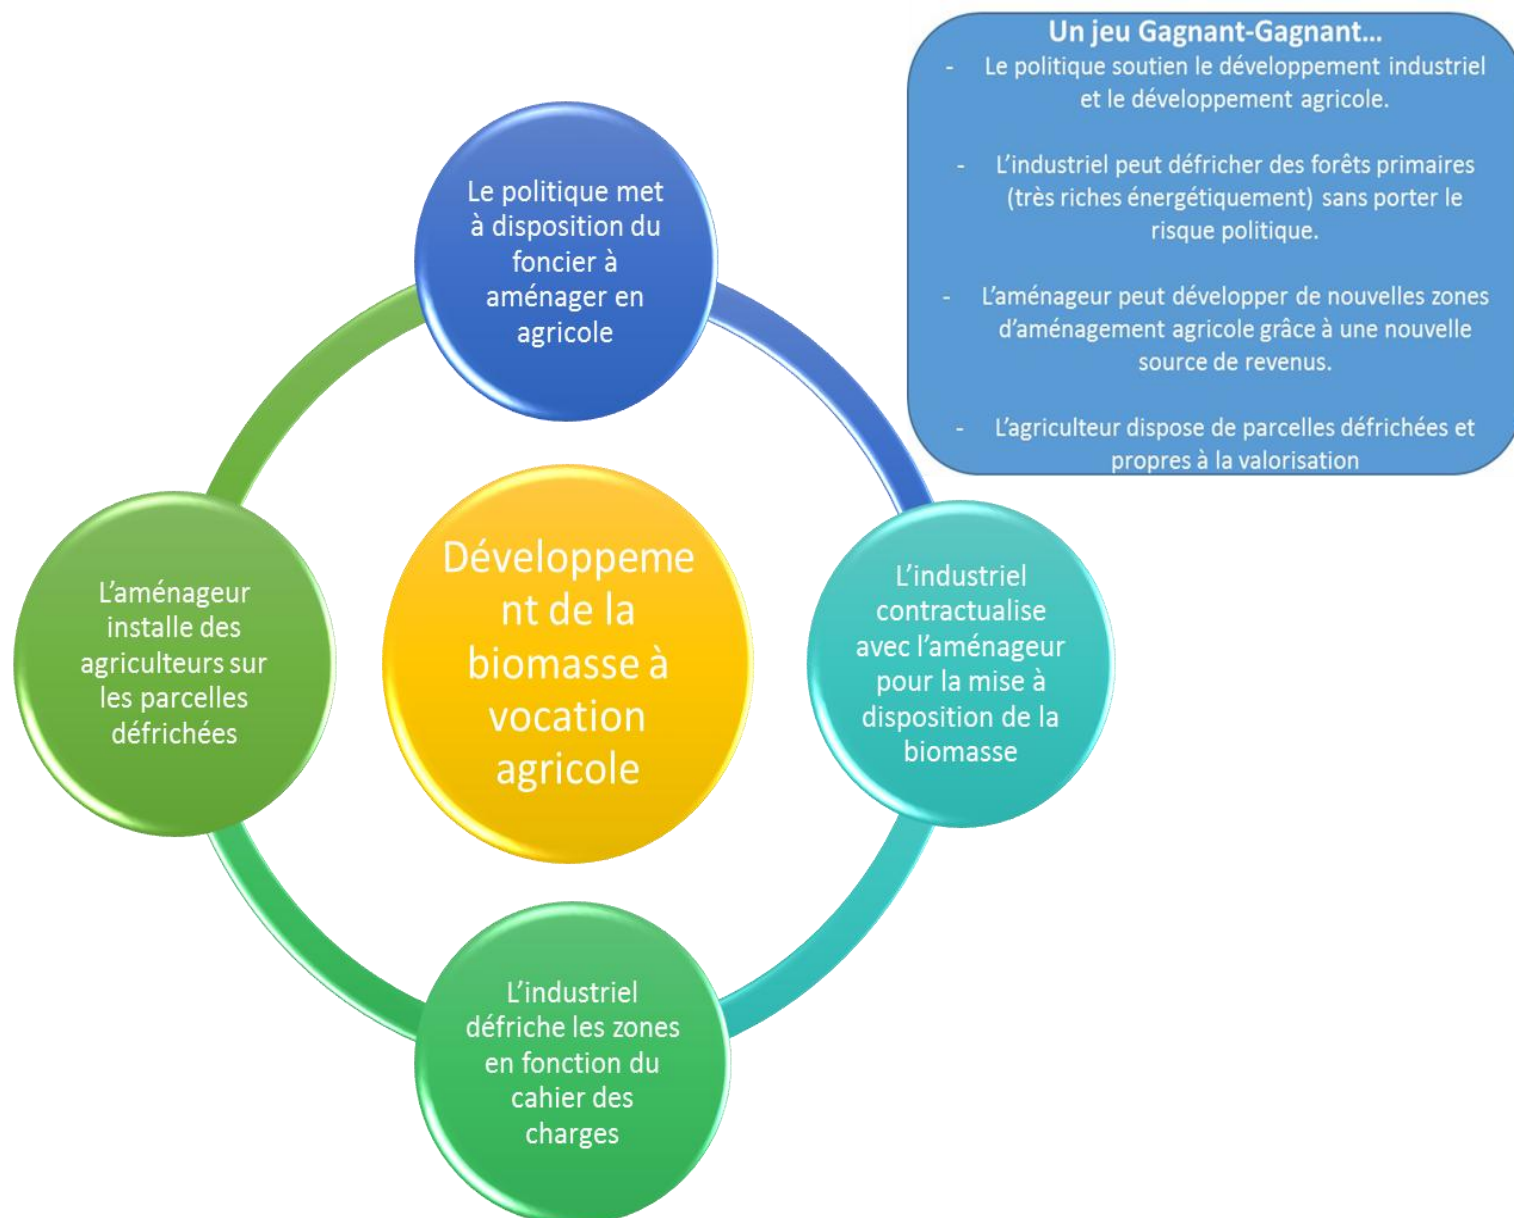 Un jeu Gagnant-Gagnant...
- Le politique soutien le développement industriel
et le développement agricole.
- L'industriel peut défricher des forêts primaires
(très riches énergétiquement) sans porter le
risque politique.
- L'aménageur peut développer de nouvelles zones
d'aménagement agricole grâce à une nouvelle
source de revenus.
- L'agriculteur dispose de parcelles défrichées et
propres à la valorisation
Le politique met
à disposition du
foncier à
aménager en
agricole
L'industriel
contractualise
avec l'aménageur
pour la mise à
disposition de la
biomasse
L'industriel
défriche les zones
en fonction du
cahier des
charges
L'aménageur
installe des
agriculteurs sur
les parcelles
défrichées
Développeme
nt de la
biomasse à
vocation
agricole